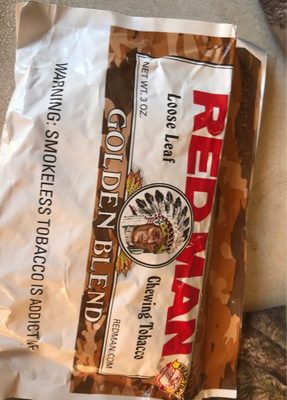 REDMAN
Loose Leaf Chewing Tobacco
NET WT. 3 OZ.
GOLDEN BLEND
REDMAN.COM
WARNING: SMOKELESS TOBACCO IS ADDICTIVE